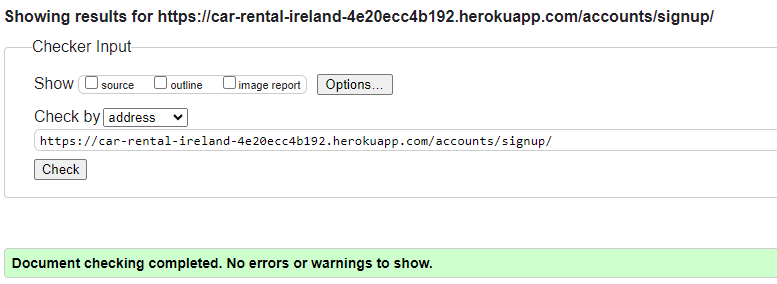 Showing results for https://car-rental-ireland-4e20ecc4b192.herokuapp.com/accounts/signup/
Checker Input
Show source outline image report Options...
Check by address
https://car-rental-ireland-4e20ecc4b192.herokuapp.com/accounts/signup/
Check
Document checking completed. No errors or warnings to show.